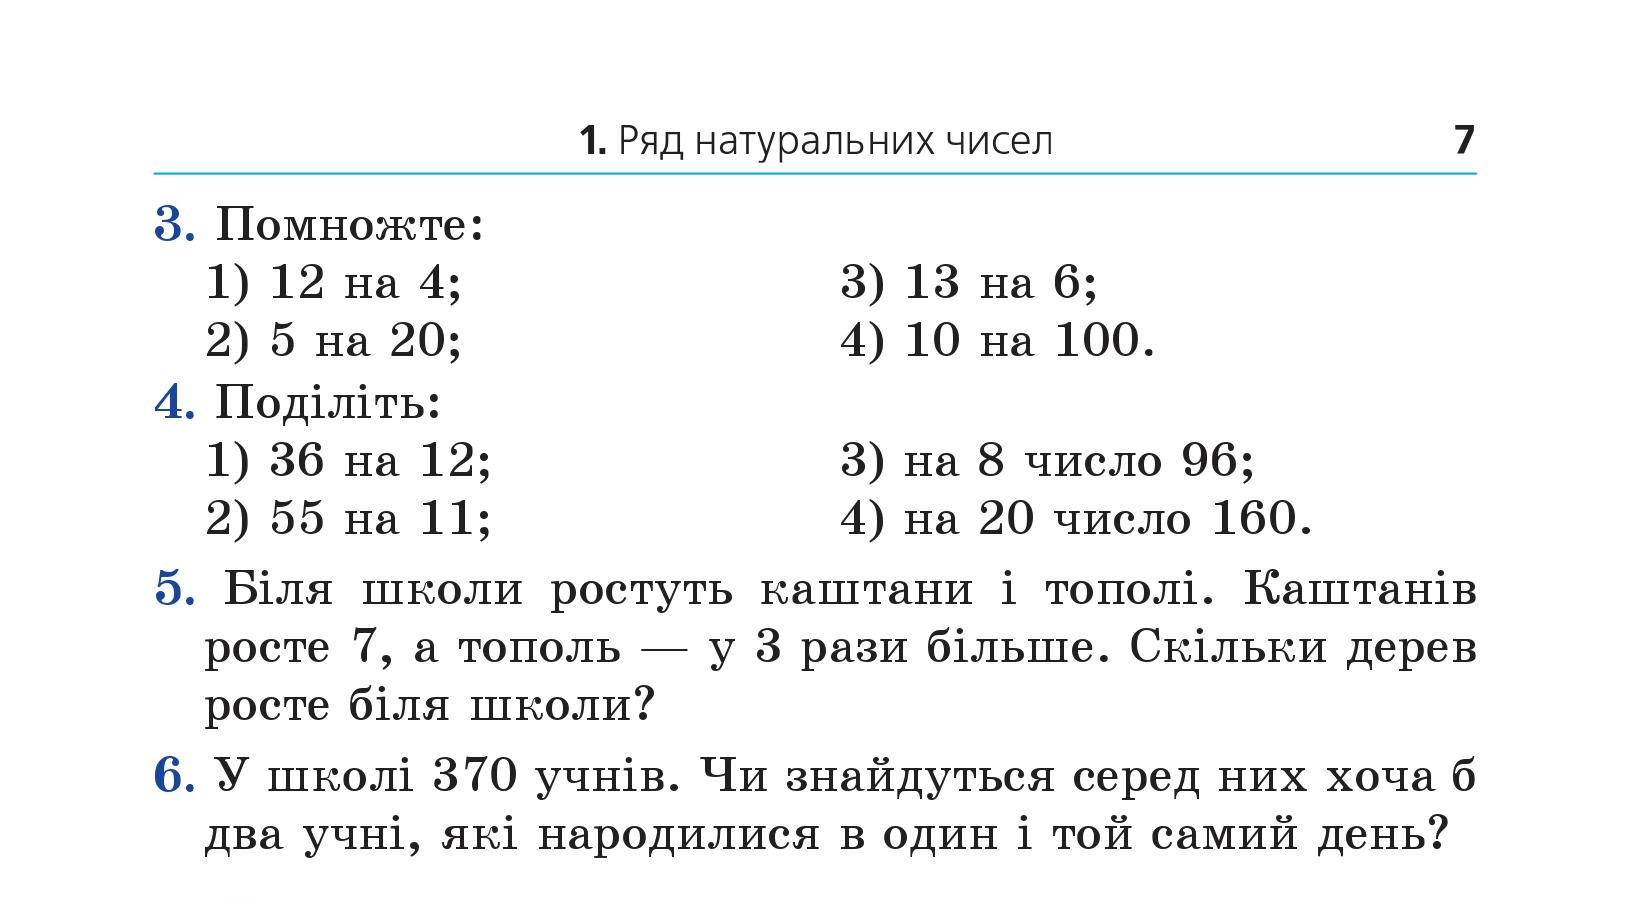 1. Ряд натуральних чисел 7
3. Помножте:
1) 12 на 4; 3) 13 на 6;
2) 5 на 20; 4) 10 на 100.
4. Поділіть:
1) 36 на 12; 3) на 8 число 96;
2) 55 на 11; 4) на 20 число 160.
5. Біля школи ростуть каштани і тополі. Каштанів
росте 7, а тополь — у 3 рази більше. Скільки дерев
росте біля школи?
6. У школі 370 учнів. Чи знайдуться серед них хоча б
два учні, які народилися в один і той самий день?